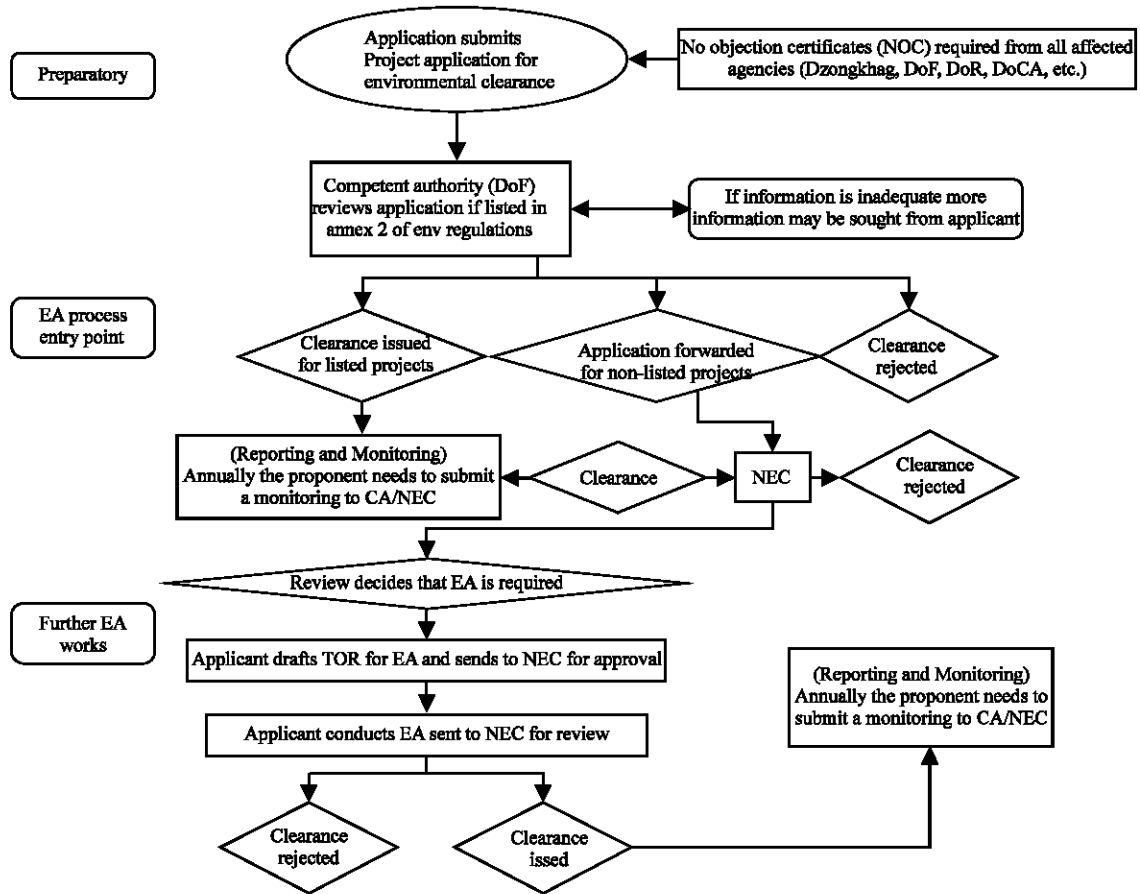 Preparatory
Application submits
Project application for
environmental clearance
No objection certificates (NOC) required from all affected
agencies (Dzongkhag, DoF, DoR, DoCA, etc.)
Competent authority (DoF)
reviews application if listed in
annex 2 of env regulations
If information is inadequate more
information may be sought from applicant
EA process
entry point
Clearance issued
for listed projects
Application forwarded
for non-listed projects
Clearance
rejected
(Reporting and Monitoring)
Annually the proponent needs to submit
a monitoring to CA/NEC
Clearance
NEC
Clearance
rejected
Review decides that EA is required
Further EA
works
Applicant drafts TOR for EA and sends to NEC for approval
(Reporting and Monitoring)
Annually the proponent needs to
submit a monitoring to CA/NEC
Applicant conducts EA sent to NEC for review
Clearance
rejected
Clearance
issed